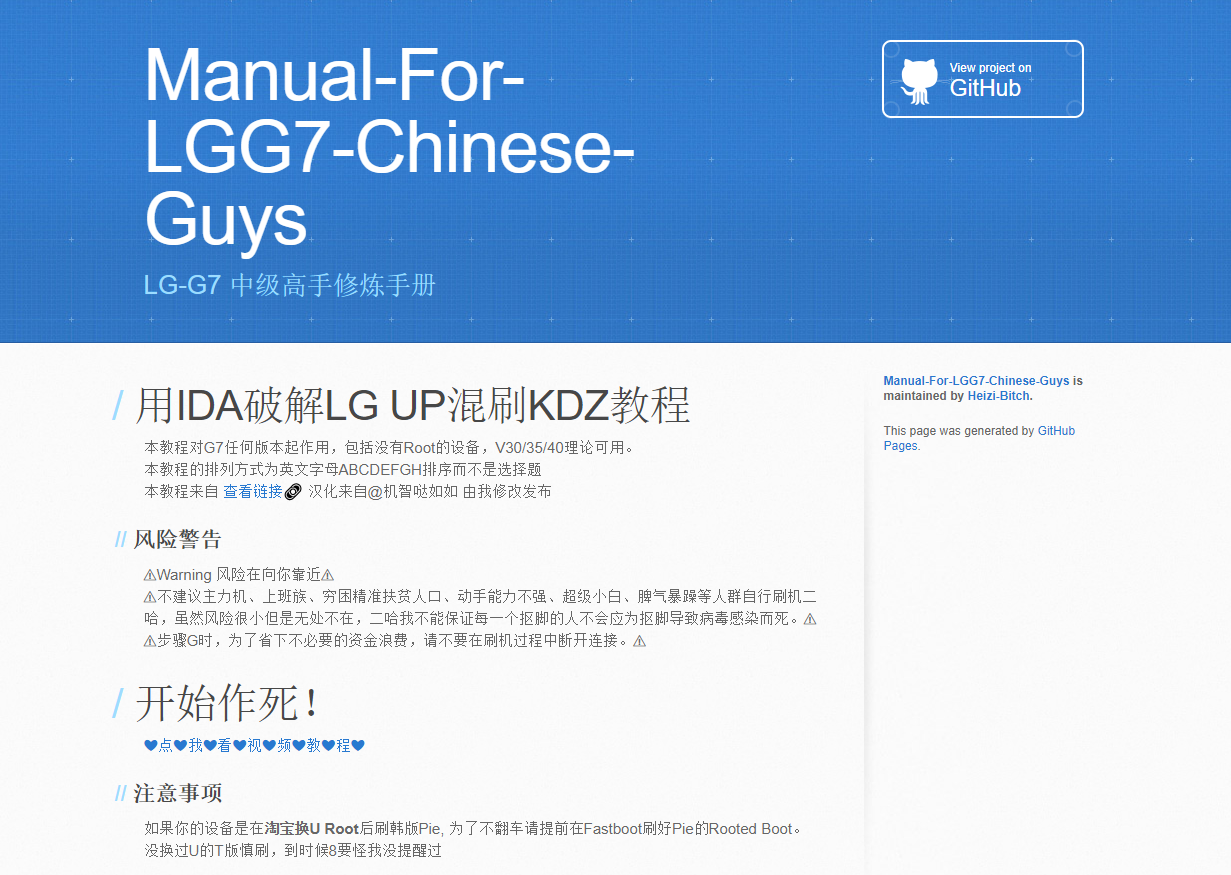 Manual-For-
LGG7-Chinese-
Guys
LG-G7 中级高手修炼手册
View project on
GitHub
/ 用IDA破解LG UP混刷KDZ教程
本教程对G7任何版本起作用，包括没有Root的设备，V30/35/40理论可用。
本教程的排列方式为英文字母ABCDEFGH排序而不是选择题
本教程来自 查看链接🔗 汉化来自@机智哒如如 由我修改发布
// 风险警告
⚠Warning 风险在向你靠近⚠
⚠不建议主力机、上班族、穷困精准扶贫人口、动手能力不强、超级小白、脾气暴躁等人群自行刷机二
哈，虽然风险很小但是无处不在，二哈我不能保证每一个抠脚的人不会应为抠脚导致病毒感染而死。⚠
⚠步骤G时，为了省下不必要的资金浪费，请不要在刷机过程中断开连接。⚠
/ 开始作死！
♥点♥我♥看♥视♥频♥教♥程♥
// 注意事项
如果你的设备是在淘宝换U Root后刷韩版Pie, 为了不翻车请提前在Fastboot刷好Pie的Rooted Boot。
没换过U的T版慎刷，到时候8要怪我没提醒过
Manual-For-LGG7-Chinese-Guys is
maintained by Heizi-Bitch.
This page was generated by GitHub
Pages.